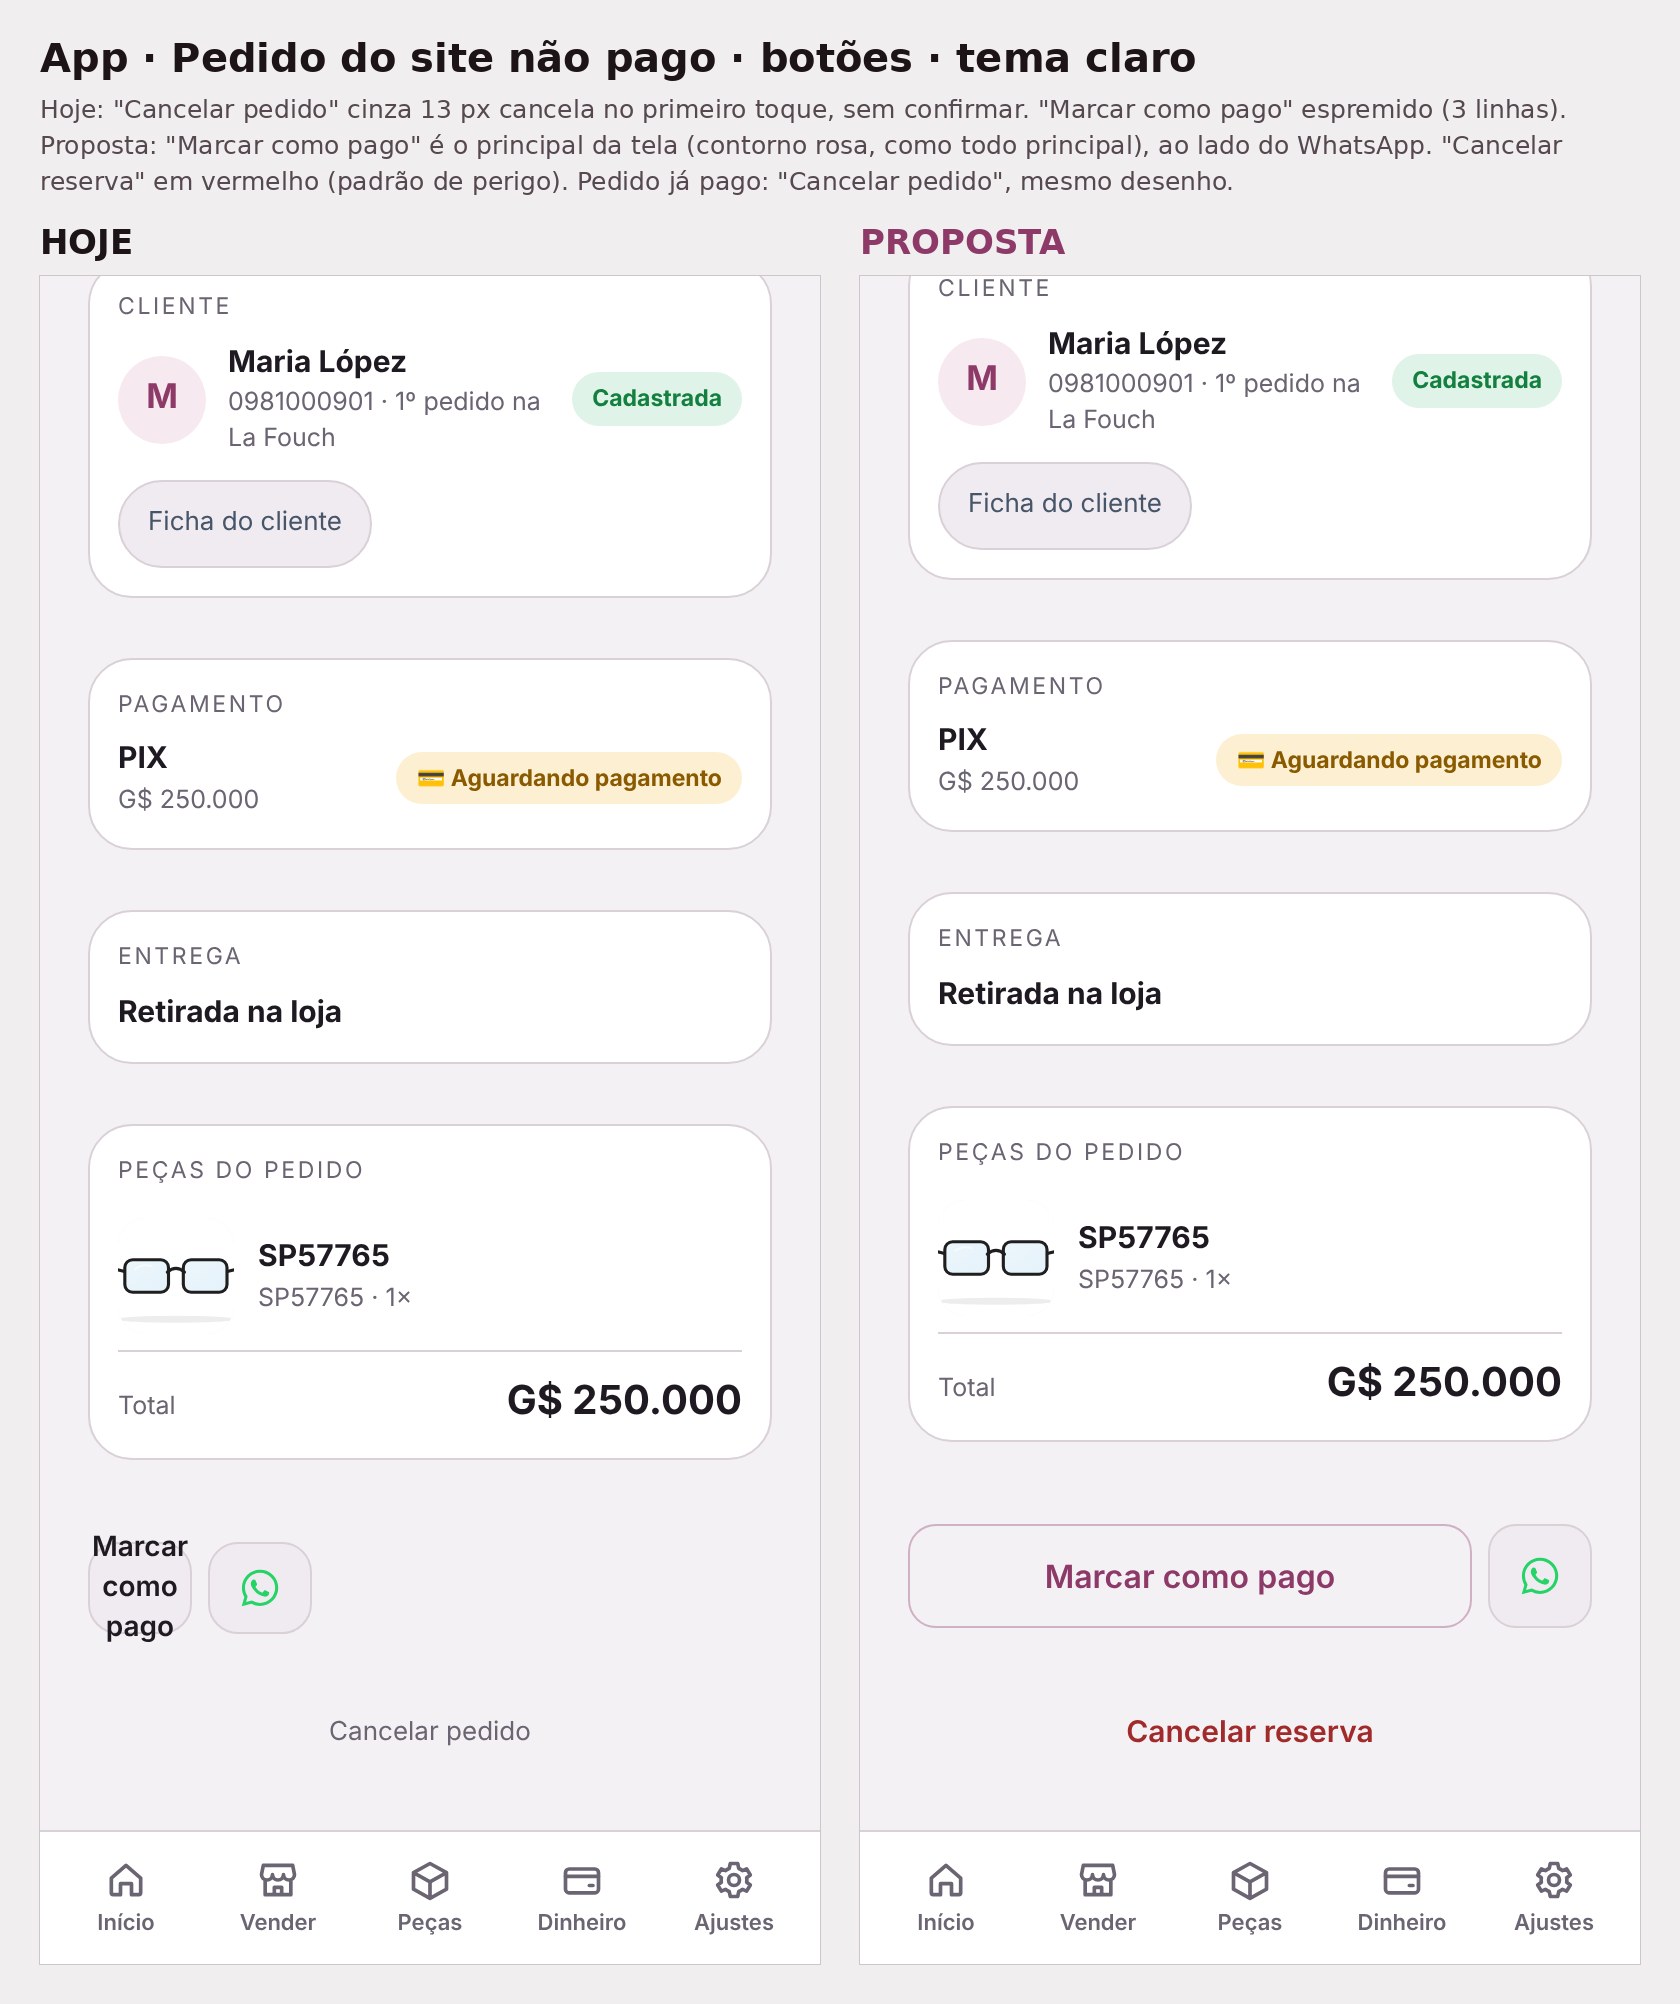 App · Pedido do site não pago · botões · tema claro
Hoje: "Cancelar pedido" cinza 13 px cancela no primeiro toque, sem confirmar. "Marcar como pago" espremido (3 linhas).
Proposta: "Marcar como pago" é o principal da tela (contorno rosa, como todo principal), ao lado do WhatsApp. "Cancelar
reserva" em vermelho (padrão de perigo). Pedido já pago: "Cancelar pedido", mesmo desenho.
HOJE
CLIENTE
M
Maria López
0981000901 · 1º pedido na
La Fouch
Cadastrada
Ficha do cliente
PAGAMENTO
PIX
G$ 250.000
💳 Aguardando pagamento
ENTREGA
Retirada na loja
PEÇAS DO PEDIDO
SP57765
SP57765 · 1×
Total
G$ 250.000
Marcar
como
pago
Cancelar pedido
Início
Vender
Peças
Dinheiro
Ajustes
PROPOSTA
CLIENTE
M
Maria López
0981000901 · 1º pedido na
La Fouch
Cadastrada
Ficha do cliente
PAGAMENTO
PIX
G$ 250.000
💳 Aguardando pagamento
ENTREGA
Retirada na loja
PEÇAS DO PEDIDO
SP57765
SP57765 · 1×
Total
G$ 250.000
Marcar como pago
Cancelar reserva
Início
Vender
Peças
Dinheiro
Ajustes